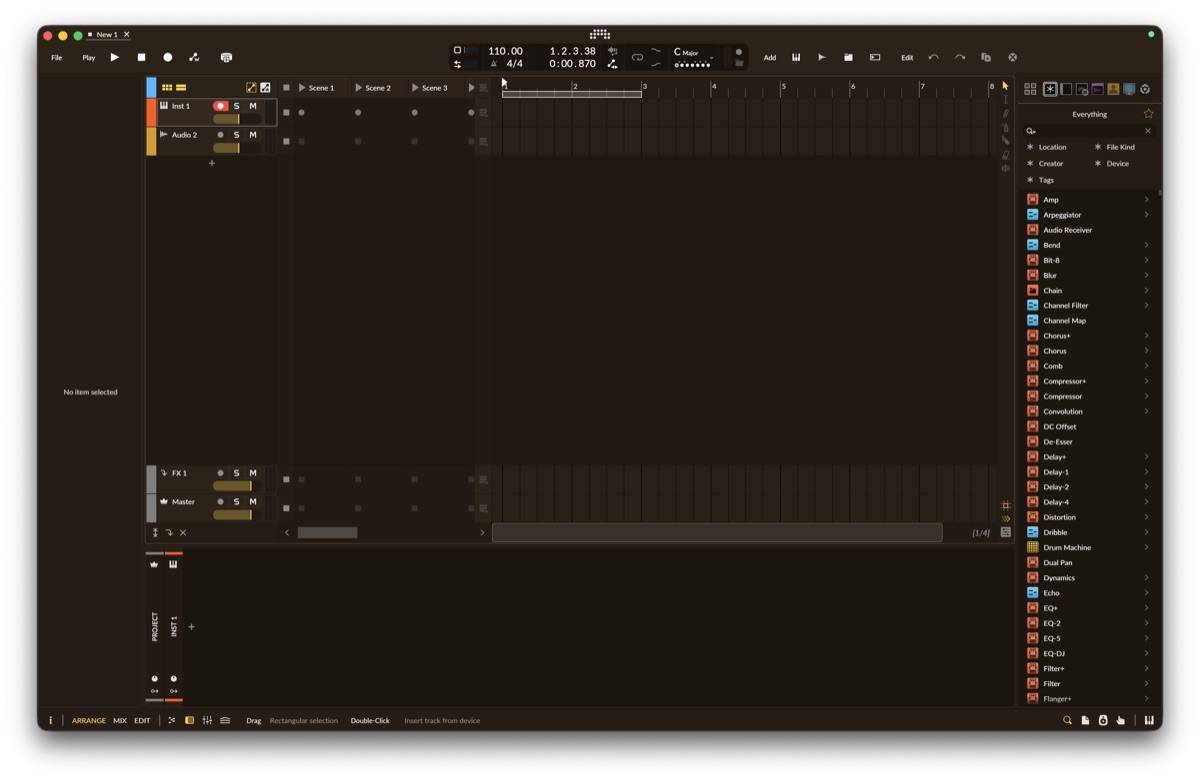 New 1
File Play 110.00 4/4 1.2.3.38 0:00.870 C Major Add Edit
Scene 1 Scene 2 Scene 3
1 2 3 4 5 6 7 8
Inst 1 S M
Audio 2 S M
+
No item selected
FX 1 S M
Master S M
[1/4]
PROJECT
INST 1
+
Everything
Location File Kind
Creator Device
Tags
Amp
Arpeggiator
Audio Receiver
Bend
Bit-8
Blur
Chain
Channel Filter
Channel Map
Chorus+
Chorus
Comb
Compressor+
Compressor
Convolution
DC Offset
De-Esser
Delay+
Delay-1
Delay-2
Delay-4
Distortion
Dribble
Drum Machine
Dual Pan
Dynamics
Echo
EQ+
EQ-2
EQ-5
EQ-DJ
Filter+
Filter
Flanger+
i ARRANGE MIX EDIT Drag Rectangular selection Double-Click Insert track from device